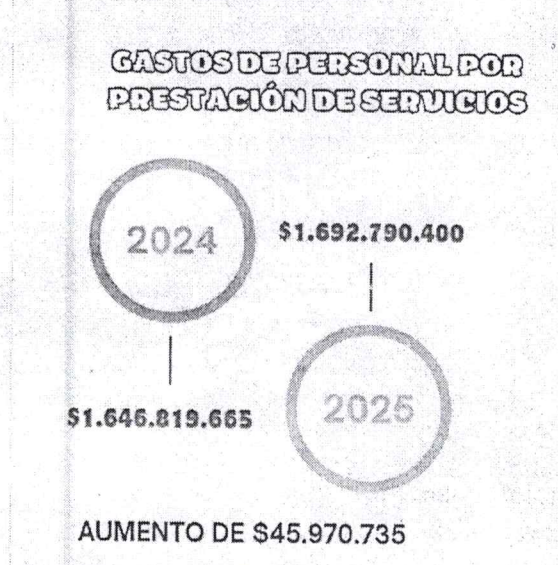 GASTOS DE PERSONAL POR
PRESTACIÓN DE SERVICIOS
2024
$1.646.819.665
$1.692.790.400
2025
AUMENTO DE $45.970.735